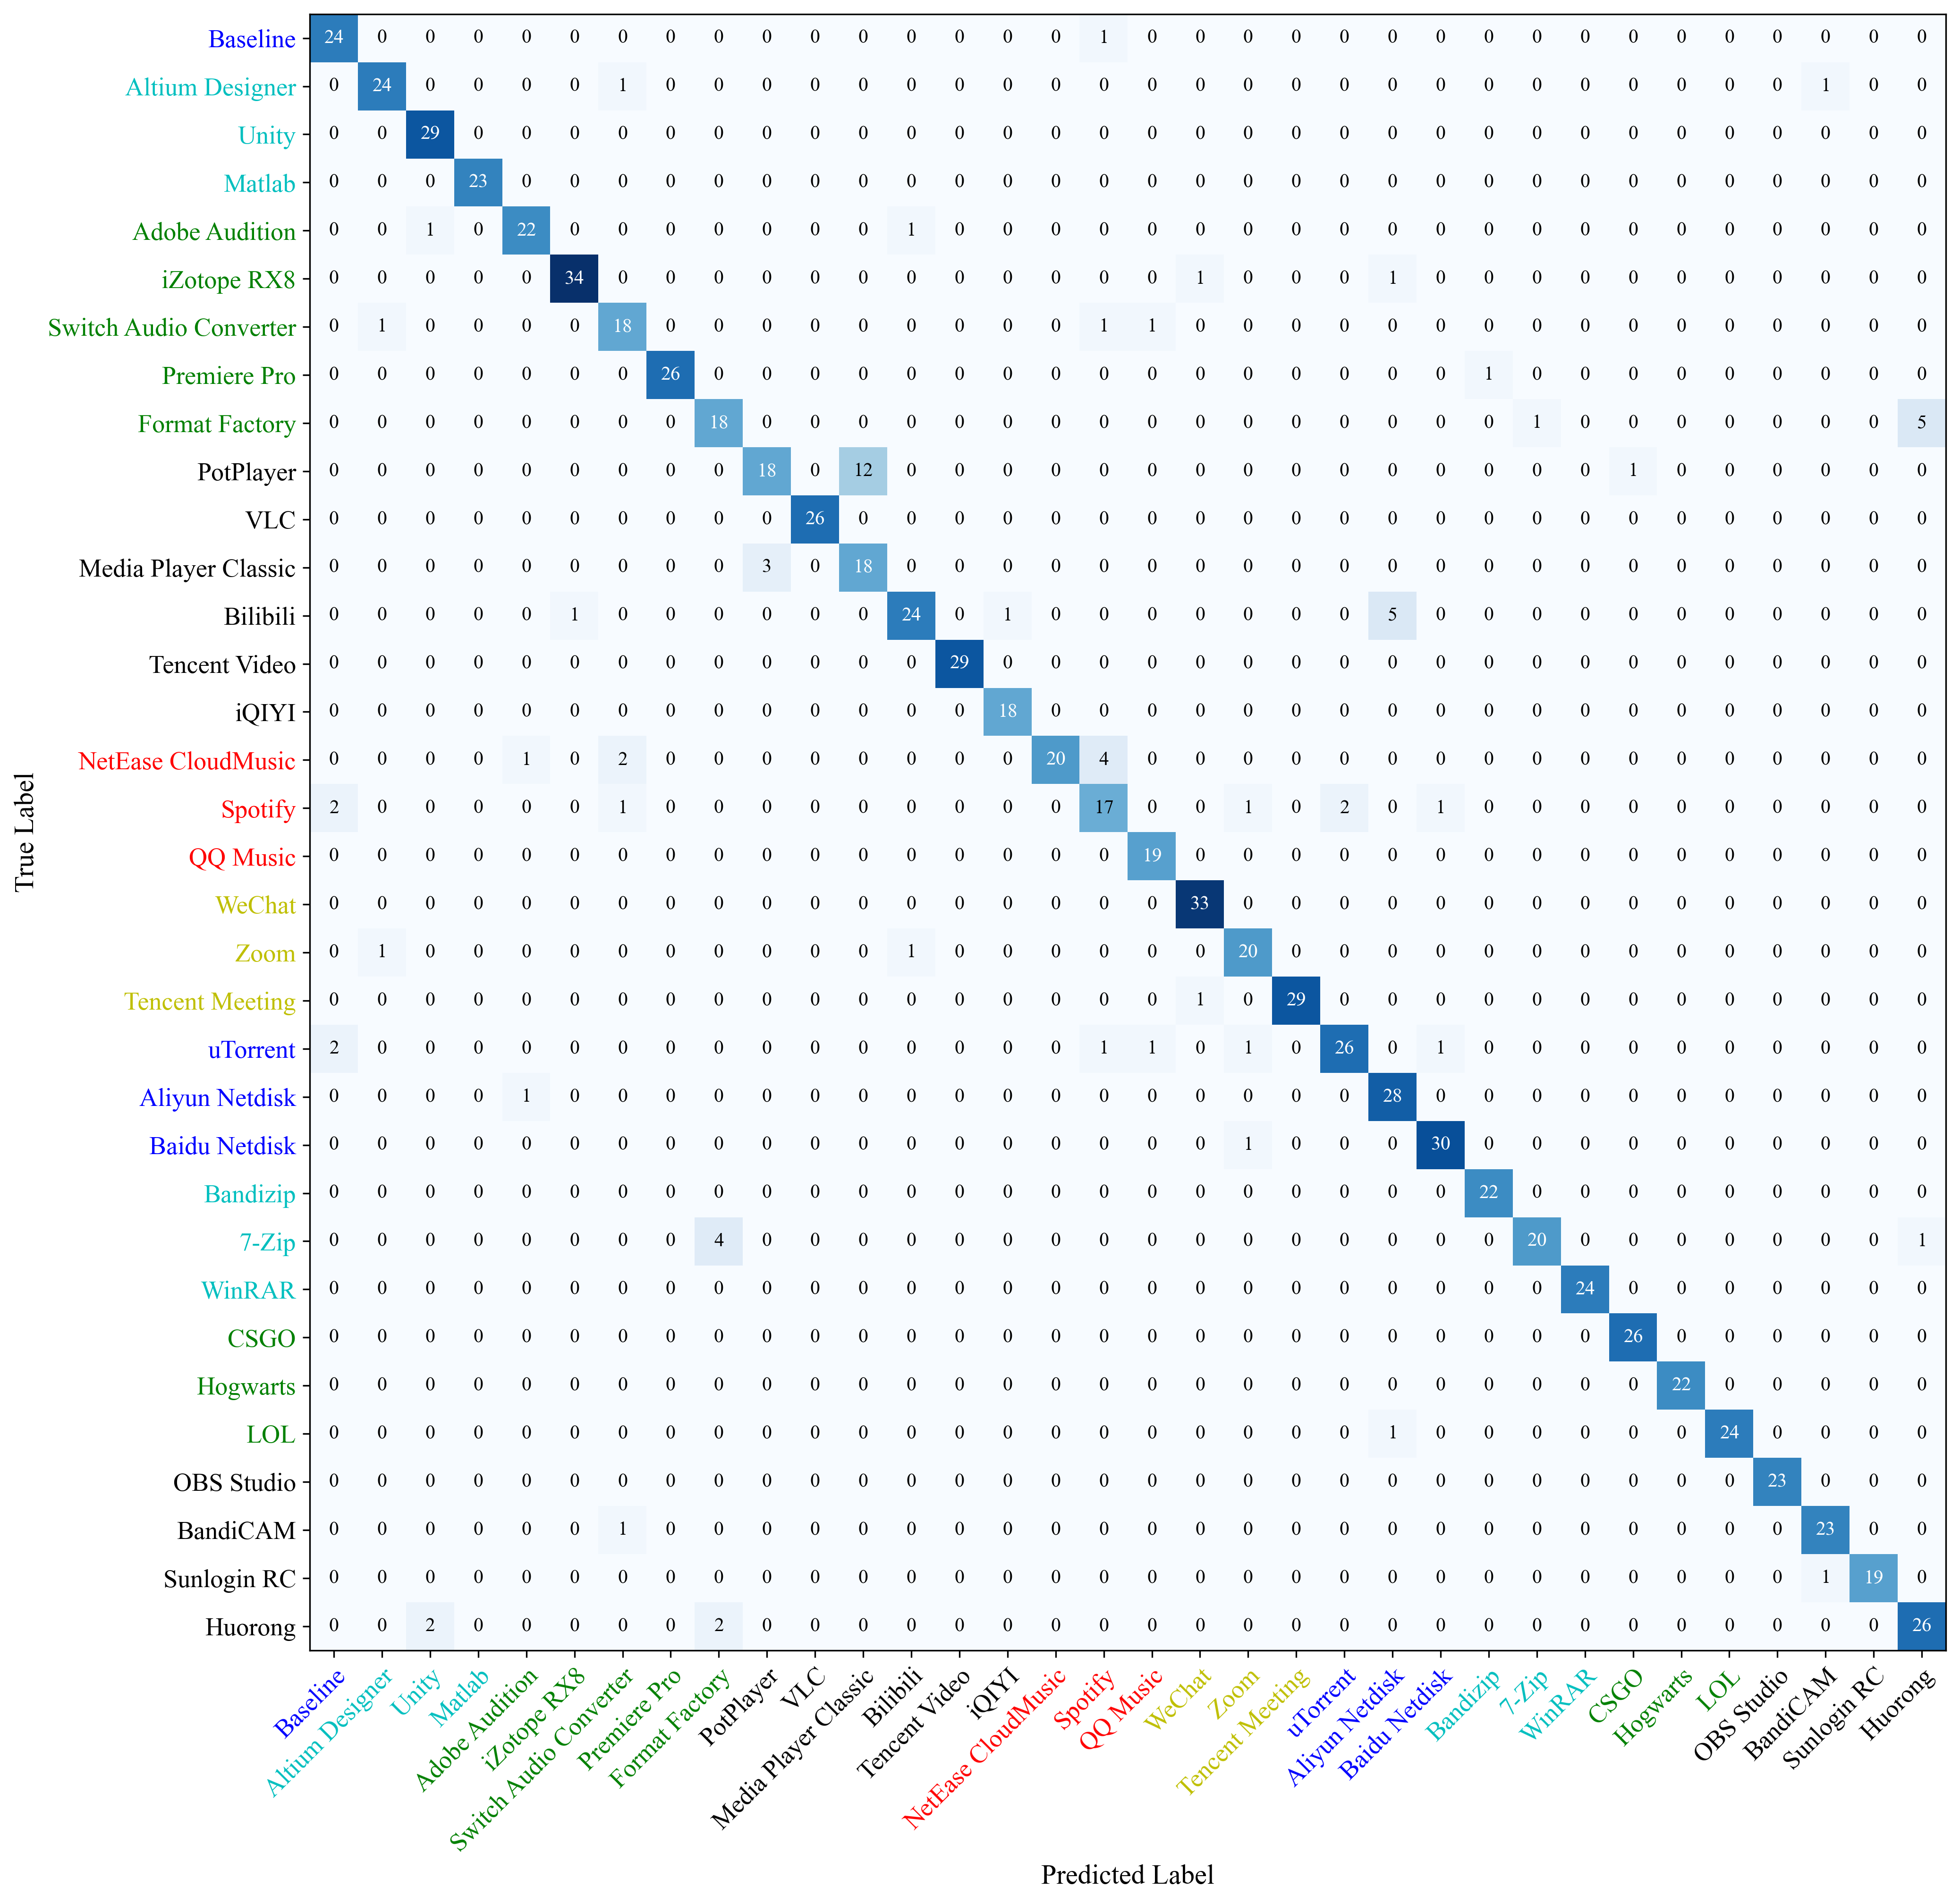 Baseline 24 0 0 0 0 0 0 0 0 0 0 0 0 0 0 0 1 0 0 0 0 0 0 0 0 0 0 0 0 0 0 0 0 0
Altium Designer 0 24 0 0 0 0 1 0 0 0 0 0 0 0 0 0 0 0 0 0 0 0 0 0 0 0 0 0 0 0 0 1 0 0
Unity 0 0 29 0 0 0 0 0 0 0 0 0 0 0 0 0 0 0 0 0 0 0 0 0 0 0 0 0 0 0 0 0 0 0
Matlab 0 0 0 23 0 0 0 0 0 0 0 0 0 0 0 0 0 0 0 0 0 0 0 0 0 0 0 0 0 0 0 0 0 0
Adobe Audition 0 0 1 0 22 0 0 0 0 0 0 0 1 0 0 0 0 0 0 0 0 0 0 0 0 0 0 0 0 0 0 0 0 0
iZotope RX8 0 0 0 0 0 34 0 0 0 0 0 0 0 0 0 0 0 0 1 0 0 0 1 0 0 0 0 0 0 0 0 0 0 0
Switch Audio Converter 0 1 0 0 0 0 18 0 0 0 0 0 0 0 0 0 1 1 0 0 0 0 0 0 0 0 0 0 0 0 0 0 0 0
Premiere Pro 0 0 0 0 0 0 0 26 0 0 0 0 0 0 0 0 0 0 0 0 0 0 0 0 1 0 0 0 0 0 0 0 0 0
Format Factory 0 0 0 0 0 0 0 0 18 0 0 0 0 0 0 0 0 0 0 0 0 0 0 0 0 1 0 0 0 0 0 0 0 5
PotPlayer 0 0 0 0 0 0 0 0 0 18 0 12 0 0 0 0 0 0 0 0 0 0 0 0 0 0 0 1 0 0 0 0 0 0
VLC 0 0 0 0 0 0 0 0 0 0 26 0 0 0 0 0 0 0 0 0 0 0 0 0 0 0 0 0 0 0 0 0 0 0
Media Player Classic 0 0 0 0 0 0 0 0 0 3 0 18 0 0 0 0 0 0 0 0 0 0 0 0 0 0 0 0 0 0 0 0 0 0
Bilibili 0 0 0 0 0 1 0 0 0 0 0 0 24 0 1 0 0 0 0 0 0 0 5 0 0 0 0 0 0 0 0 0 0 0
Tencent Video 0 0 0 0 0 0 0 0 0 0 0 0 0 29 0 0 0 0 0 0 0 0 0 0 0 0 0 0 0 0 0 0 0 0
iQIYI 0 0 0 0 0 0 0 0 0 0 0 0 0 0 18 0 0 0 0 0 0 0 0 0 0 0 0 0 0 0 0 0 0 0
NetEase CloudMusic 0 0 0 0 1 0 2 0 0 0 0 0 0 0 0 20 4 0 0 0 0 0 0 0 0 0 0 0 0 0 0 0 0 0
Spotify 2 0 0 0 0 0 1 0 0 0 0 0 0 0 0 0 17 0 0 1 0 2 0 1 0 0 0 0 0 0 0 0 0 0
QQ Music 0 0 0 0 0 0 0 0 0 0 0 0 0 0 0 0 0 19 0 0 0 0 0 0 0 0 0 0 0 0 0 0 0 0
WeChat 0 0 0 0 0 0 0 0 0 0 0 0 0 0 0 0 0 0 33 0 0 0 0 0 0 0 0 0 0 0 0 0 0 0
Zoom 0 1 0 0 0 0 0 0 0 0 0 0 1 0 0 0 0 0 0 20 0 0 0 0 0 0 0 0 0 0 0 0 0 0
Tencent Meeting 0 0 0 0 0 0 0 0 0 0 0 0 0 0 0 0 0 0 1 0 29 0 0 0 0 0 0 0 0 0 0 0 0 0
uTorrent 2 0 0 0 0 0 0 0 0 0 0 0 0 0 0 0 1 1 0 1 0 26 0 1 0 0 0 0 0 0 0 0 0 0
Aliyun Netdisk 0 0 0 0 1 0 0 0 0 0 0 0 0 0 0 0 0 0 0 0 0 0 28 0 0 0 0 0 0 0 0 0 0 0
Baidu Netdisk 0 0 0 0 0 0 0 0 0 0 0 0 0 0 0 0 0 0 0 1 0 0 0 30 0 0 0 0 0 0 0 0 0 0
Bandizip 0 0 0 0 0 0 0 0 0 0 0 0 0 0 0 0 0 0 0 0 0 0 0 0 22 0 0 0 0 0 0 0 0 0
7-Zip 0 0 0 0 0 0 0 0 4 0 0 0 0 0 0 0 0 0 0 0 0 0 0 0 0 20 0 0 0 0 0 0 0 1
WinRAR 0 0 0 0 0 0 0 0 0 0 0 0 0 0 0 0 0 0 0 0 0 0 0 0 0 0 24 0 0 0 0 0 0 0
CSGO 0 0 0 0 0 0 0 0 0 0 0 0 0 0 0 0 0 0 0 0 0 0 0 0 0 0 0 26 0 0 0 0 0 0
Hogwarts 0 0 0 0 0 0 0 0 0 0 0 0 0 0 0 0 0 0 0 0 0 0 0 0 0 0 0 0 22 0 0 0 0 0
LOL 0 0 0 0 0 0 0 0 0 0 0 0 0 0 0 0 0 0 0 0 0 0 1 0 0 0 0 0 0 24 0 0 0 0
OBS Studio 0 0 0 0 0 0 0 0 0 0 0 0 0 0 0 0 0 0 0 0 0 0 0 0 0 0 0 0 0 0 23 0 0 0
BandiCAM 0 0 0 0 0 0 1 0 0 0 0 0 0 0 0 0 0 0 0 0 0 0 0 0 0 0 0 0 0 0 0 23 0 0
Sunlogin RC 0 0 0 0 0 0 0 0 0 0 0 0 0 0 0 0 0 0 0 0 0 0 0 0 0 0 0 0 0 0 0 1 19 0
Huorong 0 0 2 0 0 0 0 0 2 0 0 0 0 0 0 0 0 0 0 0 0 0 0 0 0 0 0 0 0 0 0 0 0 26
True Label
Baseline
Altium Designer
Unity
Matlab
Adobe Audition
iZotope RX8
Switch Audio Converter
Premiere Pro
Format Factory
PotPlayer
VLC
Media Player Classic
Bilibili
Tencent Video
iQIYI
NetEase CloudMusic
Spotify
QQ Music
WeChat
Zoom
Tencent Meeting
uTorrent
Aliyun Netdisk
Baidu Netdisk
Bandizip
7-Zip
WinRAR
CSGO
Hogwarts
LOL
OBS Studio
BandiCAM
Sunlogin RC
Huorong
Predicted Label